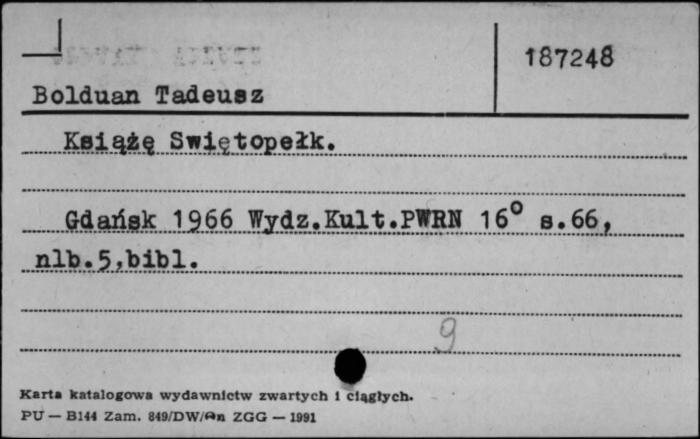 187248
Bolduan Tadeusz
Książę Swiętopełk.
Gdańsk 1966 Wydz.Kult.PWRN 16° s.66,
nlb.5,bibl.
9
Karta katalogowa wydawnictw zwartych i ciągłych.
PU — B144 Zam. 849/DW/An ZGG — 1991